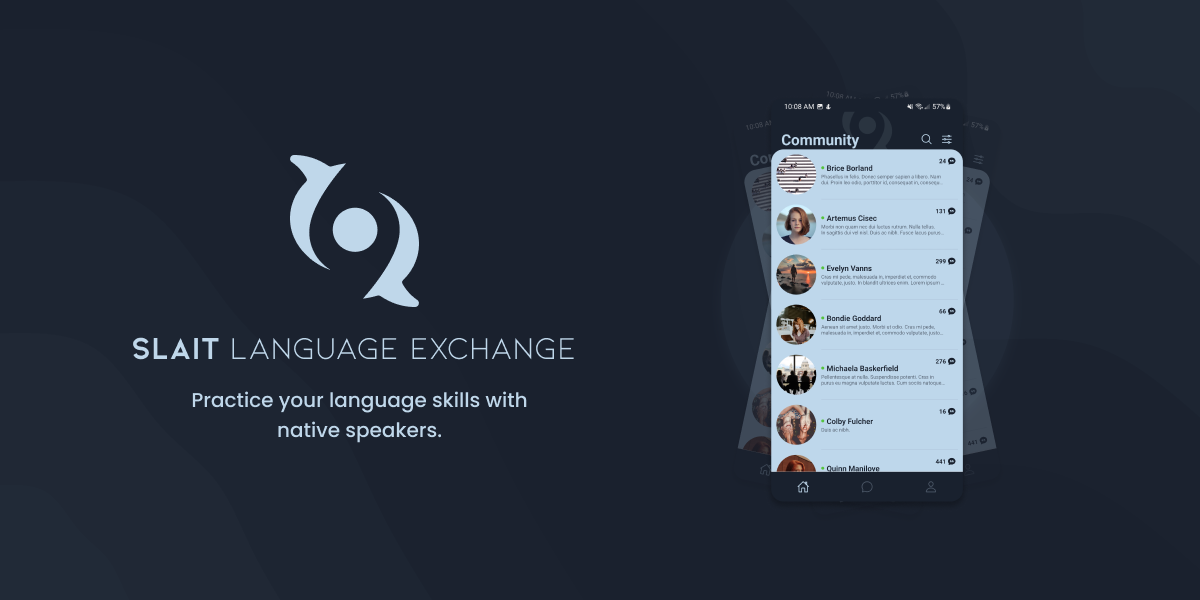 SLAIT LANGUAGE EXCHANGE
Practice your language skills with
native speakers.
10:08 AM
57%
Community
24
Brice Borland
Phasellus in felis. Donec semper sapien a libero. Nam
dui. Proin leo odio, porttitor id, consequat in, consequ...
131
Artemus Cisec
Morbi non quam nec dui luctus rutrum. Nulla tellus.
In sagittis dui vel nisl. Duis ac nibh. Fusce lacus purus...
299
Evelyn Vanns
Cras mi pede, malesuada in, imperdiet et, commodo
vulputate, justo. In blandit ultrices enim. Lorem ipsum...
66
Bondie Goddard
Aenean sit amet justo. Morbi ut odio. Cras mi pede,
malesuada in, imperdiet et, commodo vulputate, jus...
276
Michaela Baskerfield
Pellentesque at nulla. Suspendisse potenti. Cras in
purus eu magna vulputate luctus. Cum sociis natoque...
16
Colby Fulcher
Duis ac nibh.
441
Quinn Manilove